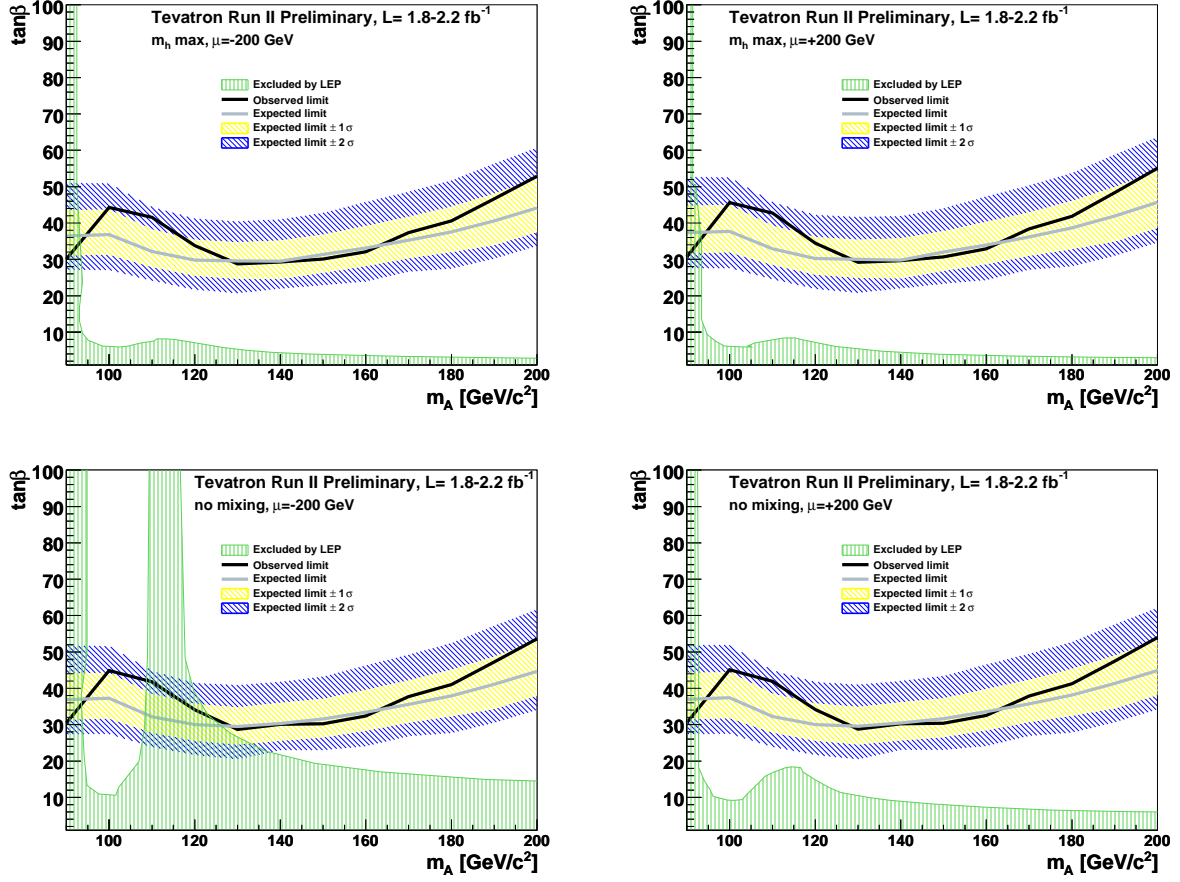 Tevatron Run II Preliminary, L= 1.8-2.2 fb⁻¹
mₕ max, μ=-200 GeV
Excluded by LEP
Observed limit
Expected limit
Expected limit ± 1σ
Expected limit ± 2 σ
tanβ
100
90
80
70
60
50
40
30
20
10
100 120 140 160 180 200
m_A [GeV/c²]
Tevatron Run II Preliminary, L= 1.8-2.2 fb⁻¹
mₕ max, μ=+200 GeV
Excluded by LEP
Observed limit
Expected limit
Expected limit ± 1σ
Expected limit ± 2 σ
tanβ
100
90
80
70
60
50
40
30
20
10
100 120 140 160 180 200
m_A [GeV/c²]
Tevatron Run II Preliminary, L= 1.8-2.2 fb⁻¹
no mixing, μ=-200 GeV
Excluded by LEP
Observed limit
Expected limit
Expected limit ± 1σ
Expected limit ± 2 σ
tanβ
100
90
80
70
60
50
40
30
20
10
100 120 140 160 180 200
m_A [GeV/c²]
Tevatron Run II Preliminary, L= 1.8-2.2 fb⁻¹
no mixing, μ=+200 GeV
Excluded by LEP
Observed limit
Expected limit
Expected limit ± 1σ
Expected limit ± 2 σ
tanβ
100
90
80
70
60
50
40
30
20
10
100 120 140 160 180 200
m_A [GeV/c²]